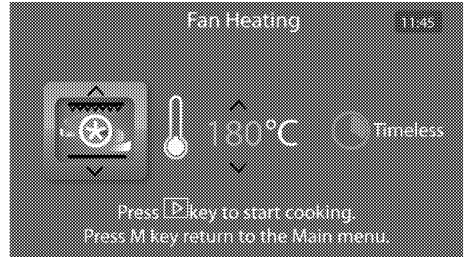 Fan Heating
11:45
180°C
Timeless
Press key to start cooking.
Press M key return to the Main menu.